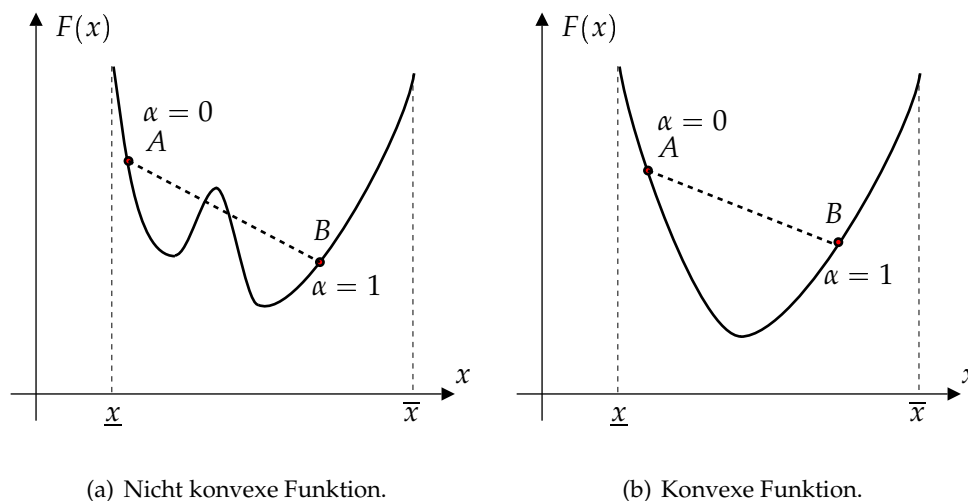 F(x)
α = 0
A
B
α = 1
x
x
x
(a) Nicht konvexe Funktion.
F(x)
α = 0
A
B
α = 1
x
x
x
(b) Konvexe Funktion.